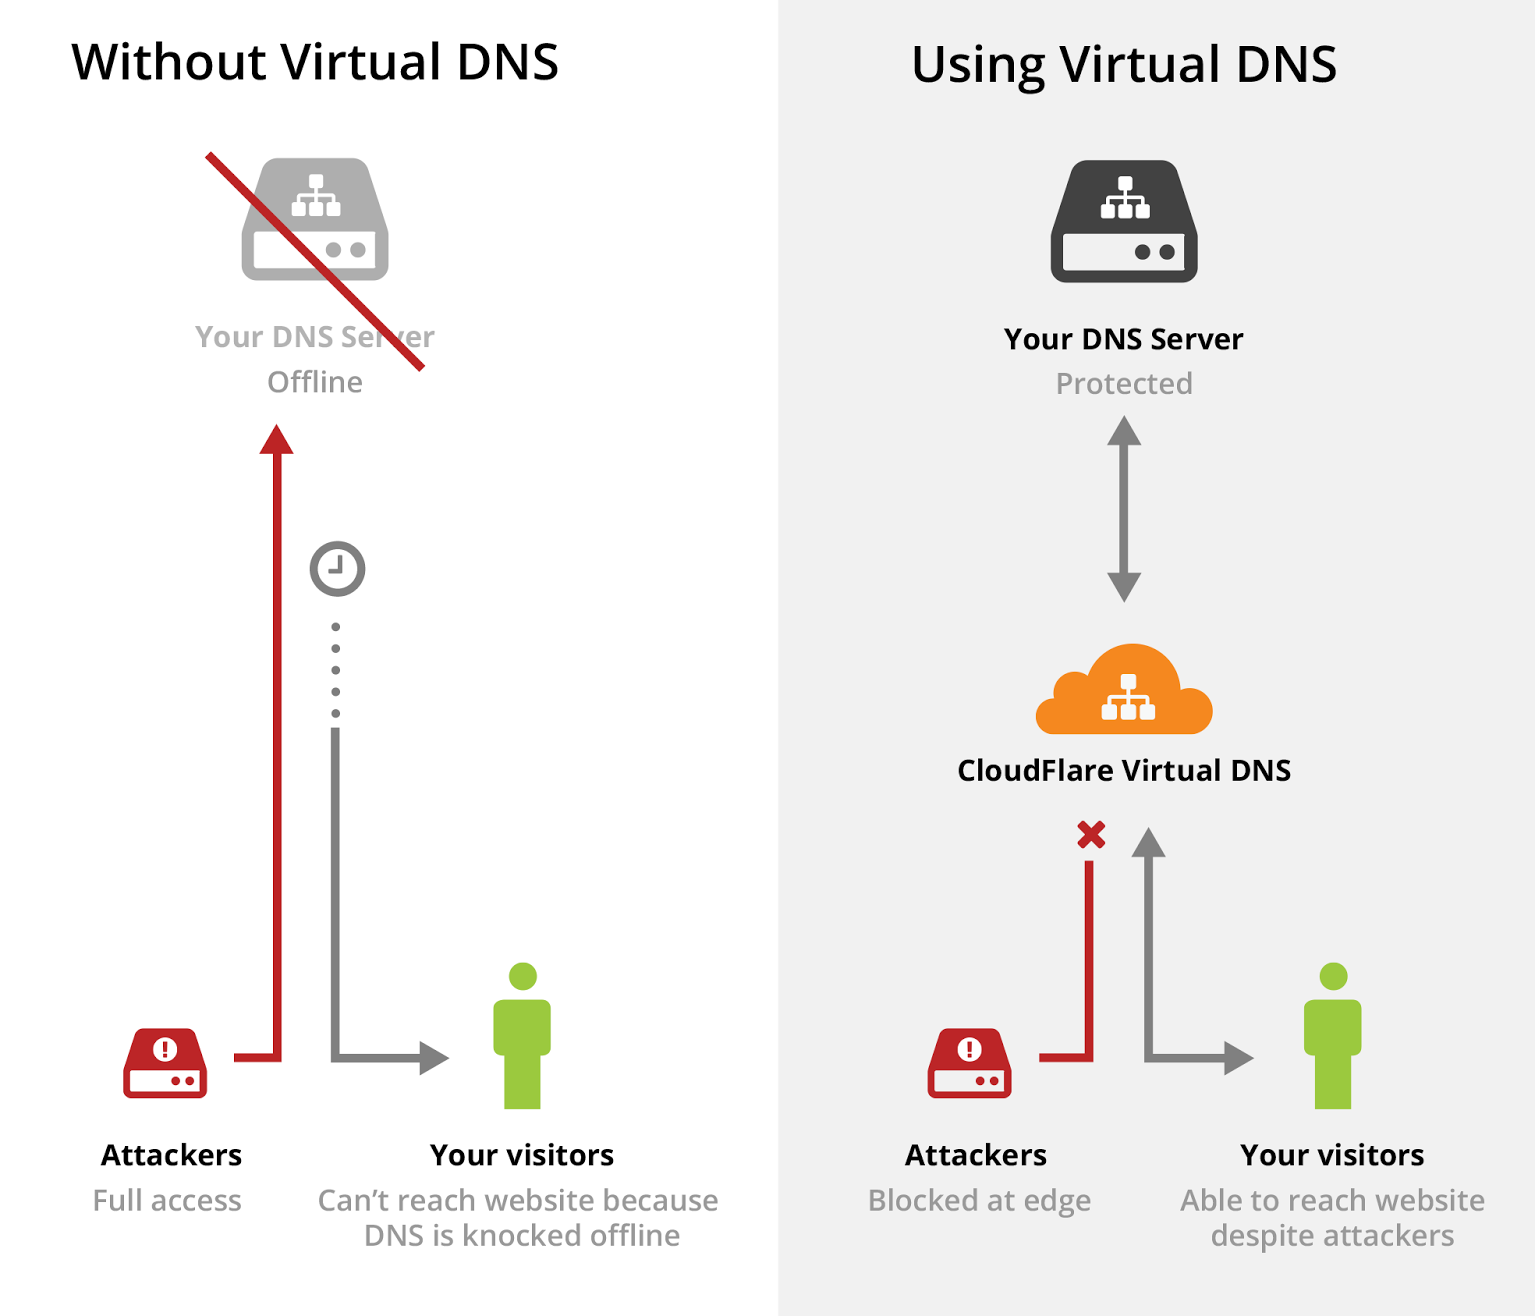 Without Virtual DNS
Your DNS Server
Offline
Attackers
Full access
Your visitors
Can’t reach website because
DNS is knocked offline
Using Virtual DNS
Your DNS Server
Protected
CloudFlare Virtual DNS
Attackers
Blocked at edge
Your visitors
Able to reach website
despite attackers